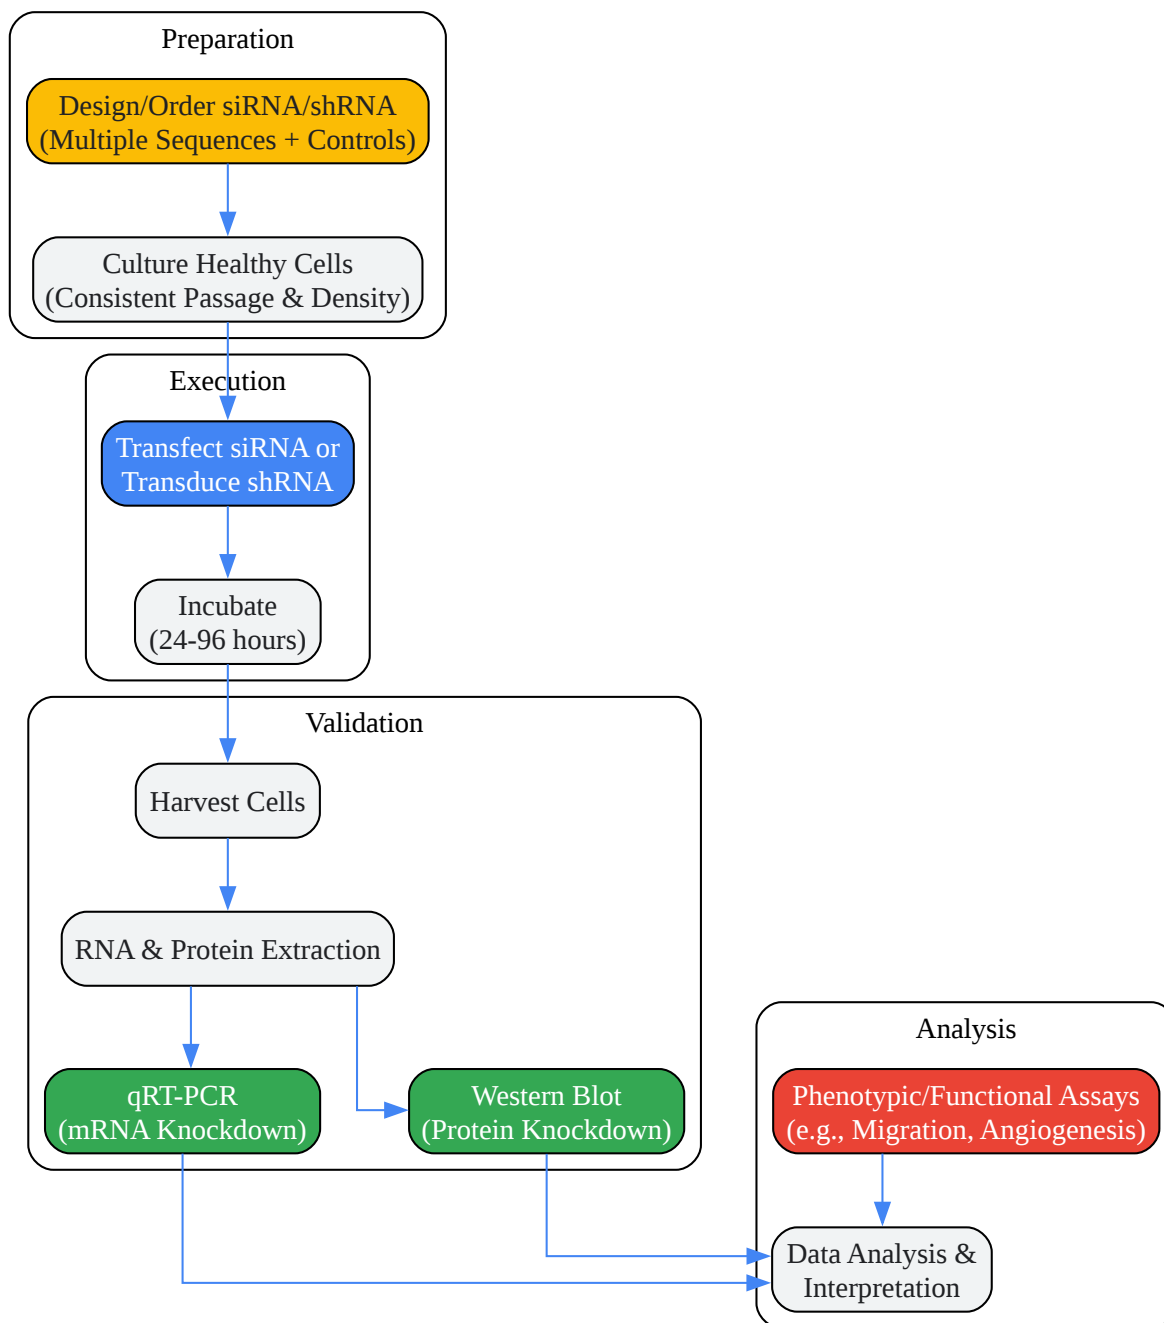 Preparation
Design/Order siRNA/shRNA
(Multiple Sequences + Controls)
Culture Healthy Cells
(Consistent Passage & Density)
Execution
Transfect siRNA or
Transduce shRNA
Incubate
(24-96 hours)
Validation
Harvest Cells
RNA & Protein Extraction
qRT-PCR
(mRNA Knockdown)
Western Blot
(Protein Knockdown)
Analysis
Phenotypic/Functional Assays
(e.g., Migration, Angiogenesis)
Data Analysis &
Interpretation